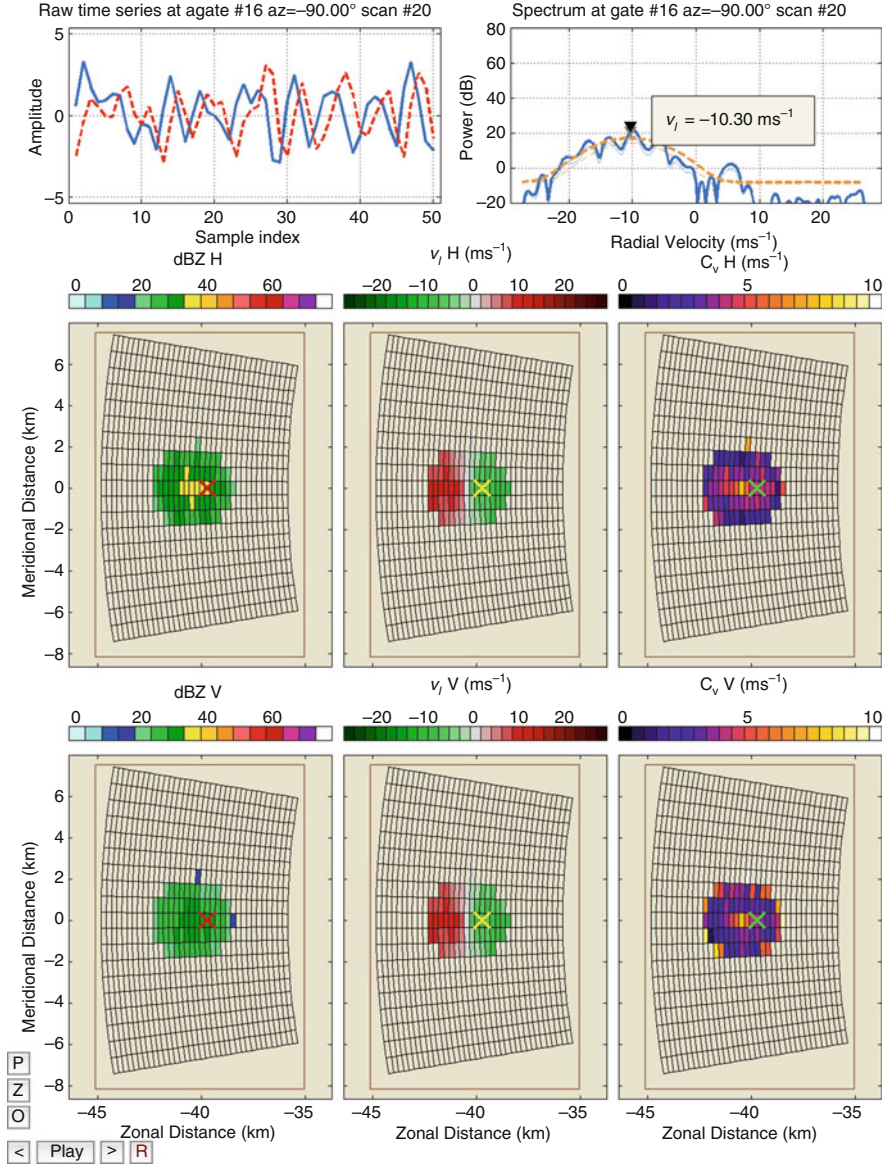 Raw time series at agate #16 az=–90.00° scan #20
Spectrum at gate #16 az=–90.00° scan #20
5
0
–5
Amplitude
0 10 20 30 40 50
Sample index
80
60
40
20
0
–20
Power (dB)
v_l = –10.30 ms⁻¹
–20 –10 0 10 20
Radial Velocity (ms⁻¹)
dBZ H
v_l H (ms⁻¹)
C_v H (ms⁻¹)
0 20 40 60
–20 –10 0 10 20
0 5 10
6
4
2
0
–2
–4
–6
–8
Meridional Distance (km)
dBZ V
v_l V (ms⁻¹)
C_v V (ms⁻¹)
0 20 40 60
–20 –10 0 10 20
0 5 10
6
4
2
0
–2
–4
–6
–8
Meridional Distance (km)
–45 –40 –35
–45 –40 –35
–45 –40 –35
Zonal Distance (km)
Zonal Distance (km)
Zonal Distance (km)
P
Z
O
< Play > R